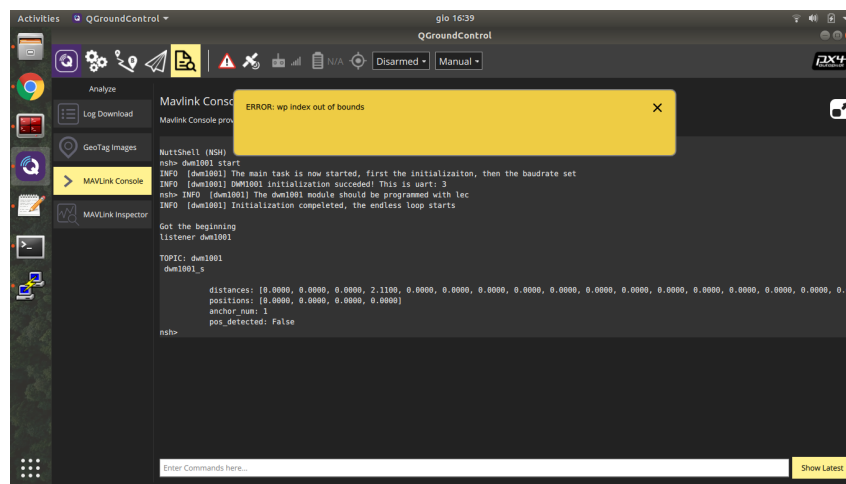 Activities QGroundControl gio 16:39
QGroundControl
N/A Disarmed Manual PX4
Analyze
Log Download
GeoTag Images
MAVLink Console
MAVLink Inspector
Mavlink Conso
Mavlink Console prov
ERROR: wp index out of bounds
NuttShell (NSH)
nsh> dwm1001 start
INFO [dwm1001] The main task is now started, first the initializaiton, then the baudrate set
INFO [dwm1001] DWM1001 initialization succeded! This is uart: 3
nsh> INFO [dwm1001] The dwm1001 module should be programmed with lec
INFO [dwm1001] Initialization compeleted, the endless loop starts
Got the beginning
listener dwm1001
TOPIC: dwm1001
dwm1001_s
distances: [0.0000, 0.0000, 0.0000, 2.1100, 0.0000, 0.0000, 0.0000, 0.0000, 0.0000, 0.0000, 0.0000, 0.0000, 0.0000, 0.0000, 0.0000, 0.
positions: [0.0000, 0.0000, 0.0000, 0.0000]
anchor_num: 1
pos_detected: False
nsh>
Enter Commands here...
Show Latest